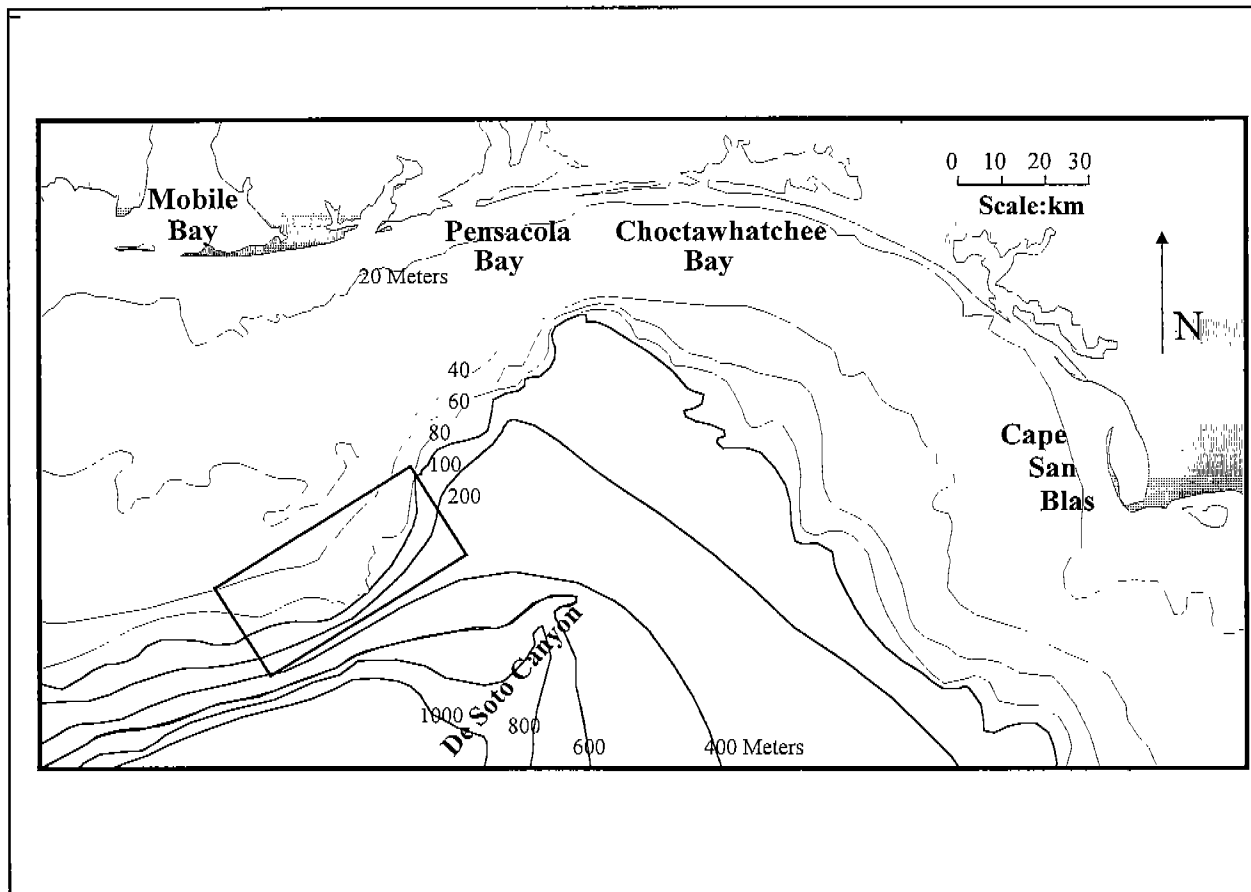 0 10 20 30
Scale:km
Mobile
Bay
Pensacola
Bay
Choctawhatchee
Bay
20 Meters
N
40
60
80
100
200
Cape
San
Blas
De Soto Canyon
1000
800
600
400 Meters